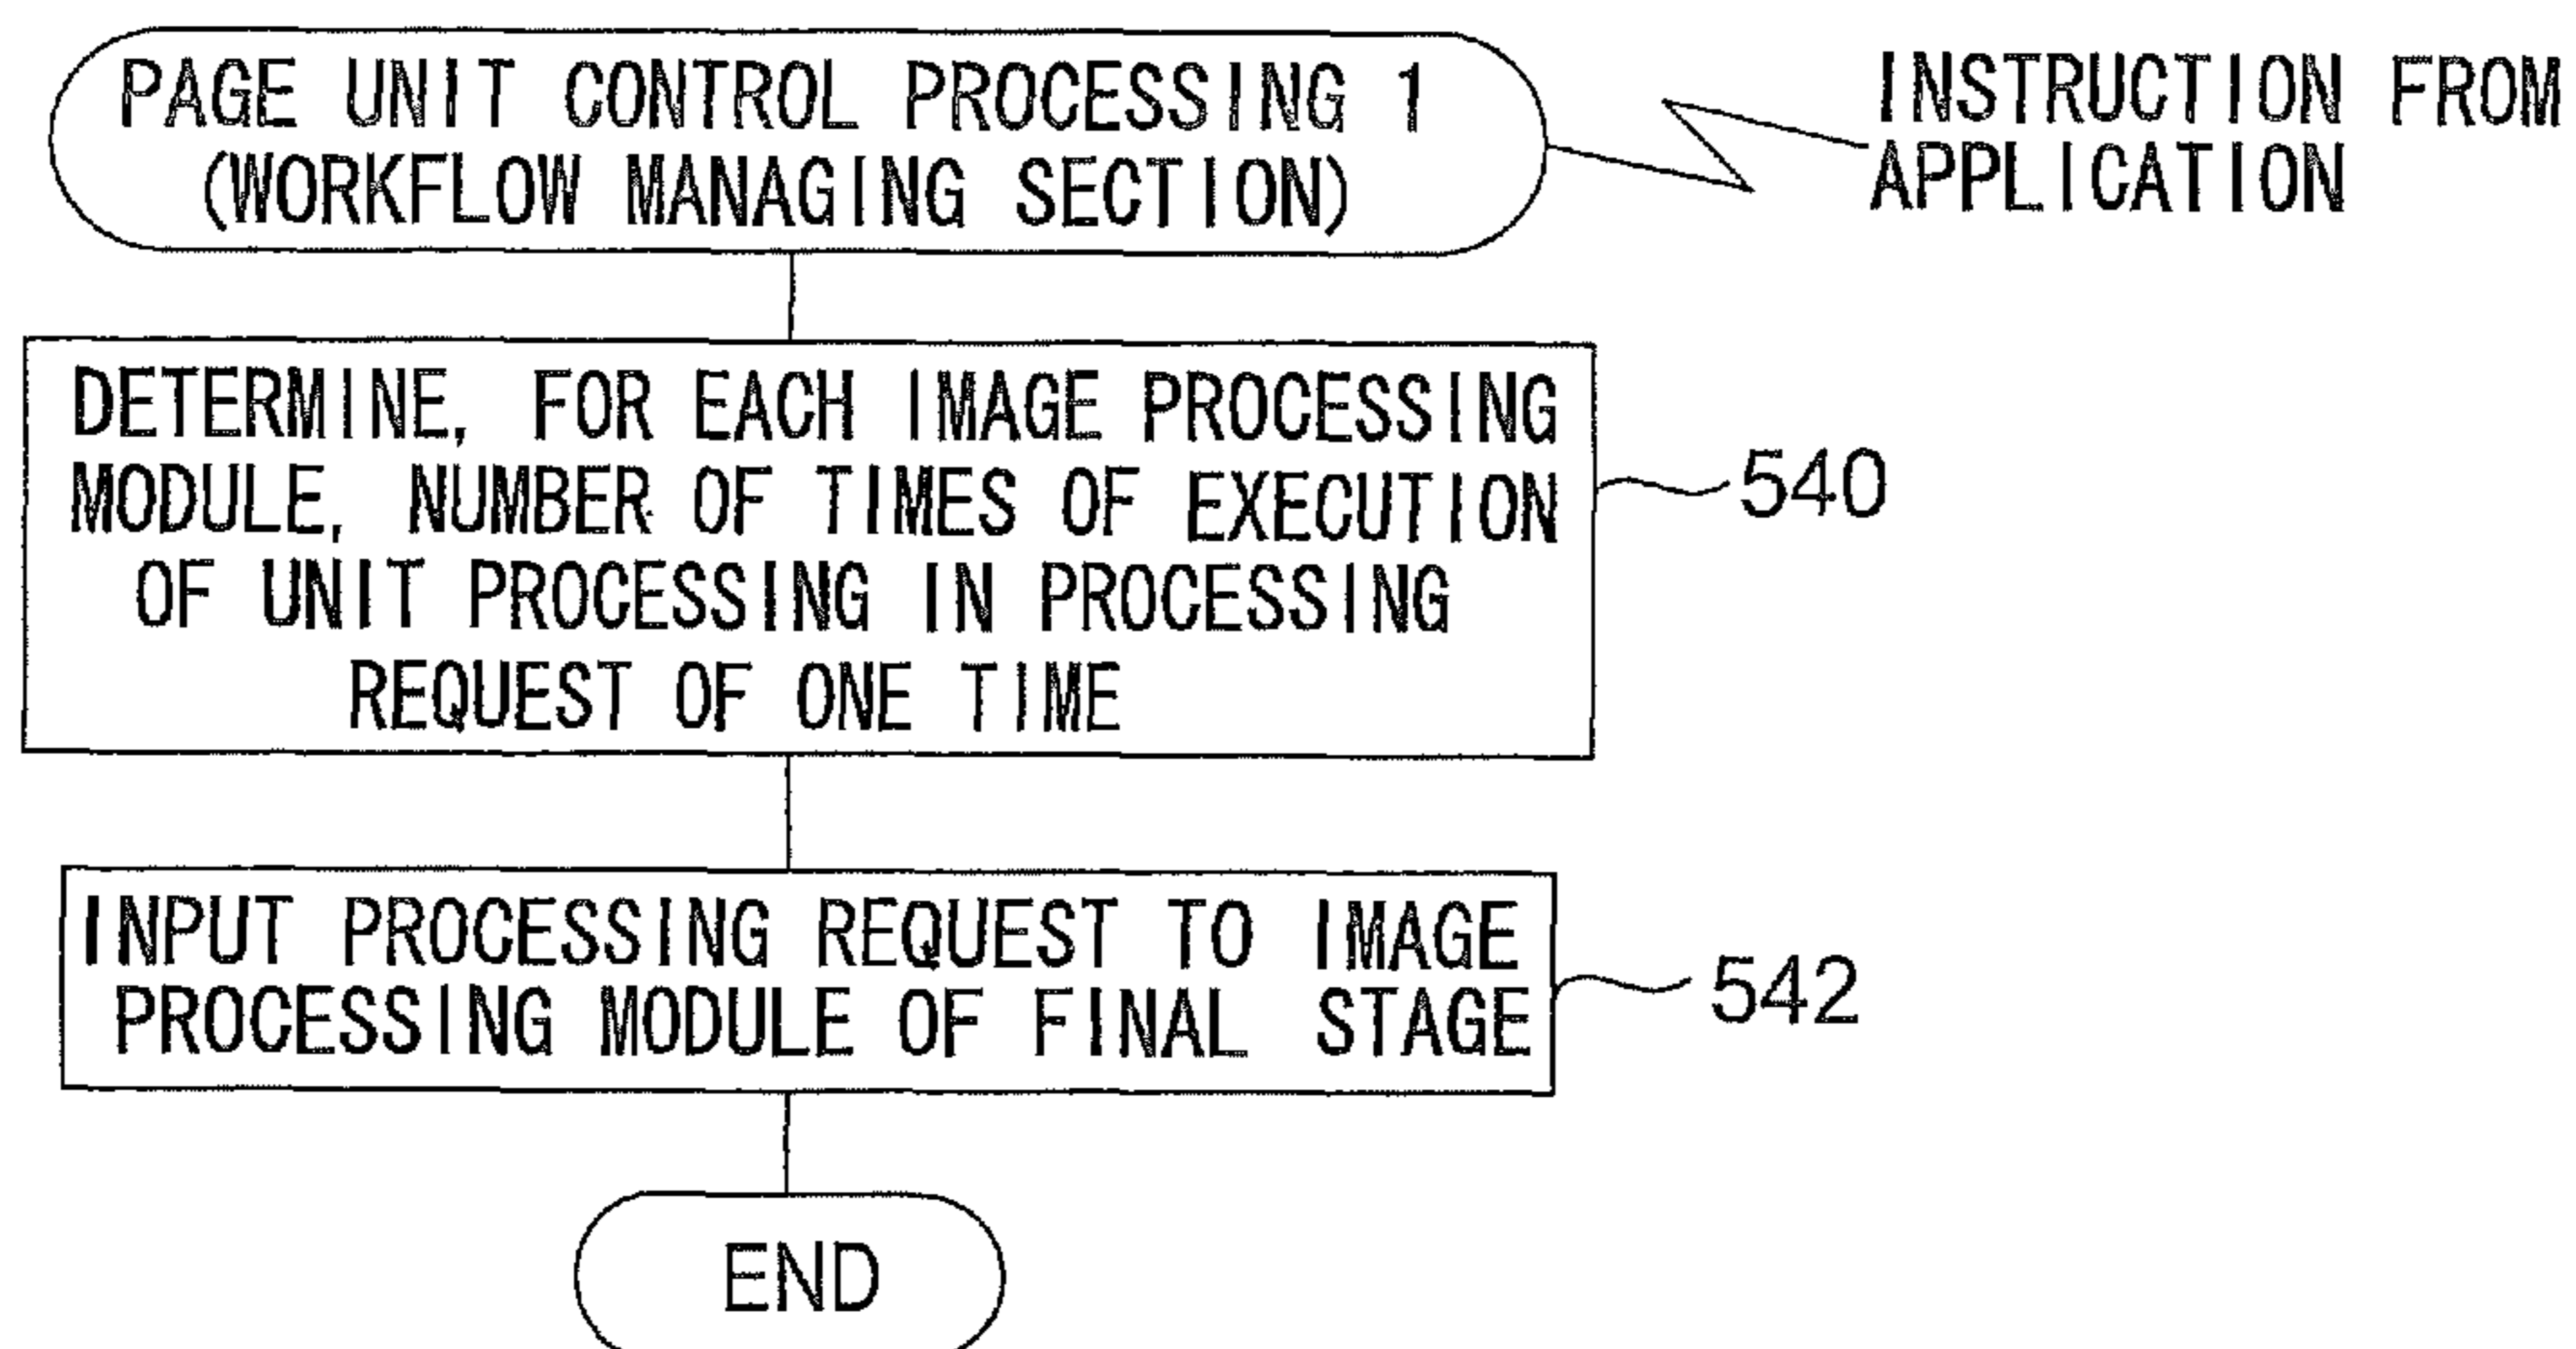 PAGE UNIT CONTROL PROCESSING 1
(WORKFLOW MANAGING SECTION)
INSTRUCTION FROM
APPLICATION
DETERMINE, FOR EACH IMAGE PROCESSING
MODULE, NUMBER OF TIMES OF EXECUTION
OF UNIT PROCESSING IN PROCESSING
REQUEST OF ONE TIME
540
INPUT PROCESSING REQUEST TO IMAGE
PROCESSING MODULE OF FINAL STAGE
542
END